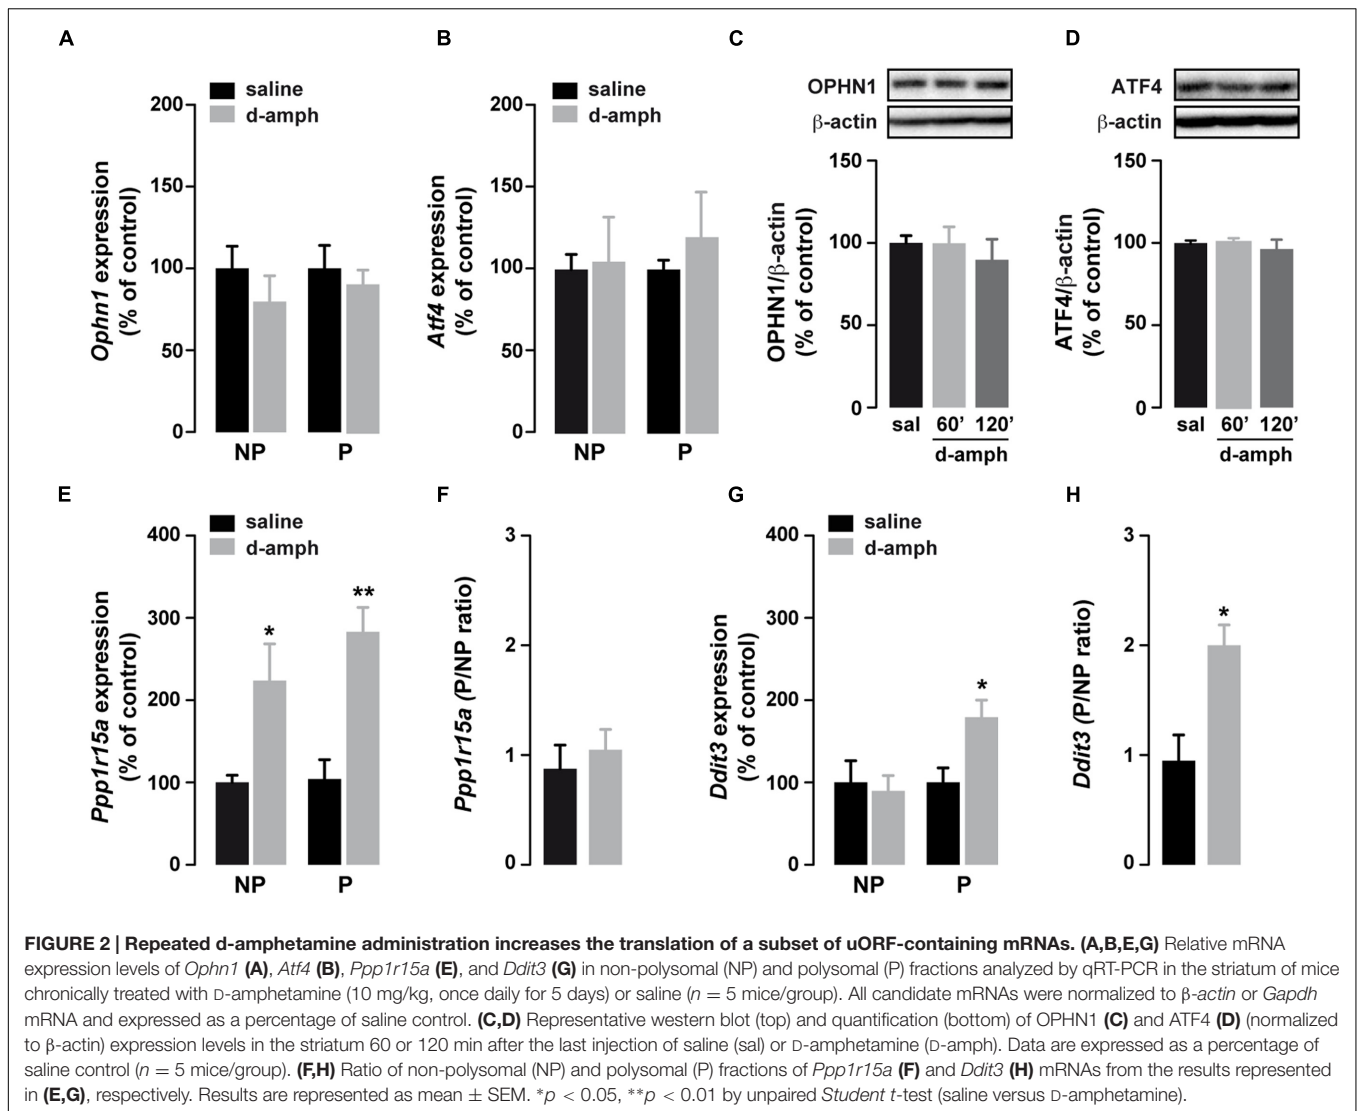 A
saline
d-amph
200
150
100
50
0
Ophn1 expression
(% of control)
NP
P
B
saline
d-amph
200
150
100
50
0
Atf4 expression
(% of control)
NP
P
C
OPHN1
β-actin
150
100
50
0
OPHN1/β-actin
(% of control)
sal
60’
120’
d-amph
D
ATF4
β-actin
150
100
50
0
ATF4/β-actin
(% of control)
sal
60’
120’
d-amph
E
saline
d-amph
400
300
200
100
0
Ppp1r15a expression
(% of control)
*
**
NP
P
F
3
2
1
0
Ppp1r15a (P/NP ratio)
G
saline
d-amph
400
300
200
100
0
Ddit3 expression
(% of control)
*
NP
P
H
3
2
1
0
Ddit3 (P/NP ratio)
*
FIGURE 2 | Repeated d-amphetamine administration increases the translation of a subset of uORF-containing mRNAs. (A,B,E,G) Relative mRNA
expression levels of Ophn1 (A), Atf4 (B), Ppp1r15a (E), and Ddit3 (G) in non-polysomal (NP) and polysomal (P) fractions analyzed by qRT-PCR in the striatum of mice
chronically treated with D-amphetamine (10 mg/kg, once daily for 5 days) or saline (n = 5 mice/group). All candidate mRNAs were normalized to β-actin or Gapdh
mRNA and expressed as a percentage of saline control. (C,D) Representative western blot (top) and quantification (bottom) of OPHN1 (C) and ATF4 (D) (normalized
to β-actin) expression levels in the striatum 60 or 120 min after the last injection of saline (sal) or D-amphetamine (D-amph). Data are expressed as a percentage of
saline control (n = 5 mice/group). (F,H) Ratio of non-polysomal (NP) and polysomal (P) fractions of Ppp1r15a (F) and Ddit3 (H) mRNAs from the results represented
in (E,G), respectively. Results are represented as mean ± SEM. *p < 0.05, **p < 0.01 by unpaired Student t-test (saline versus D-amphetamine).